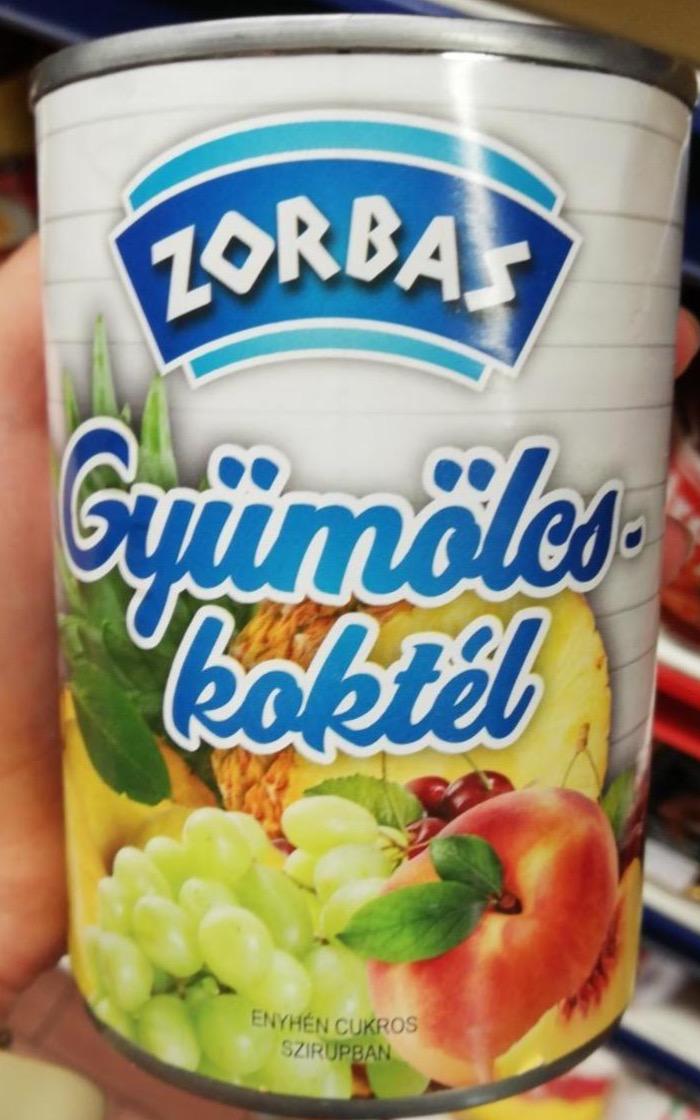 ZORBAS
Gyümölcs-
koktél
ENYHÉN CUKROS
SZIRUPBAN